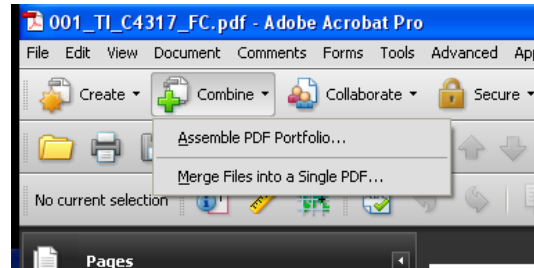 001_TI_C4317_FC.pdf - Adobe Acrobat Pro
File Edit View Document Comments Forms Tools Advanced
Create Combine Collaborate Secure
Assemble PDF Portfolio...
Merge Files into a Single PDF...
No current selection
Pages